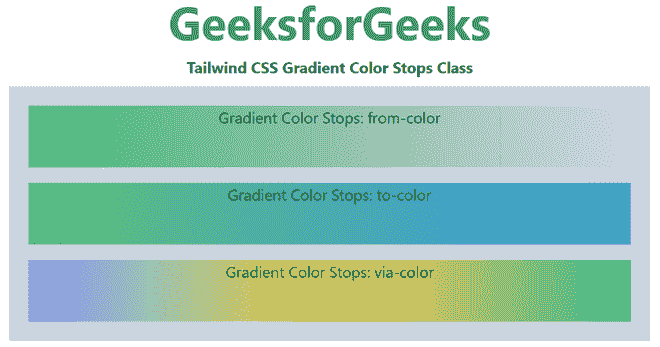 GeeksforGeeks
Tailwind CSS Gradient Color Stops Class
Gradient Color Stops: from-color
Gradient Color Stops: to-color
Gradient Color Stops: via-color